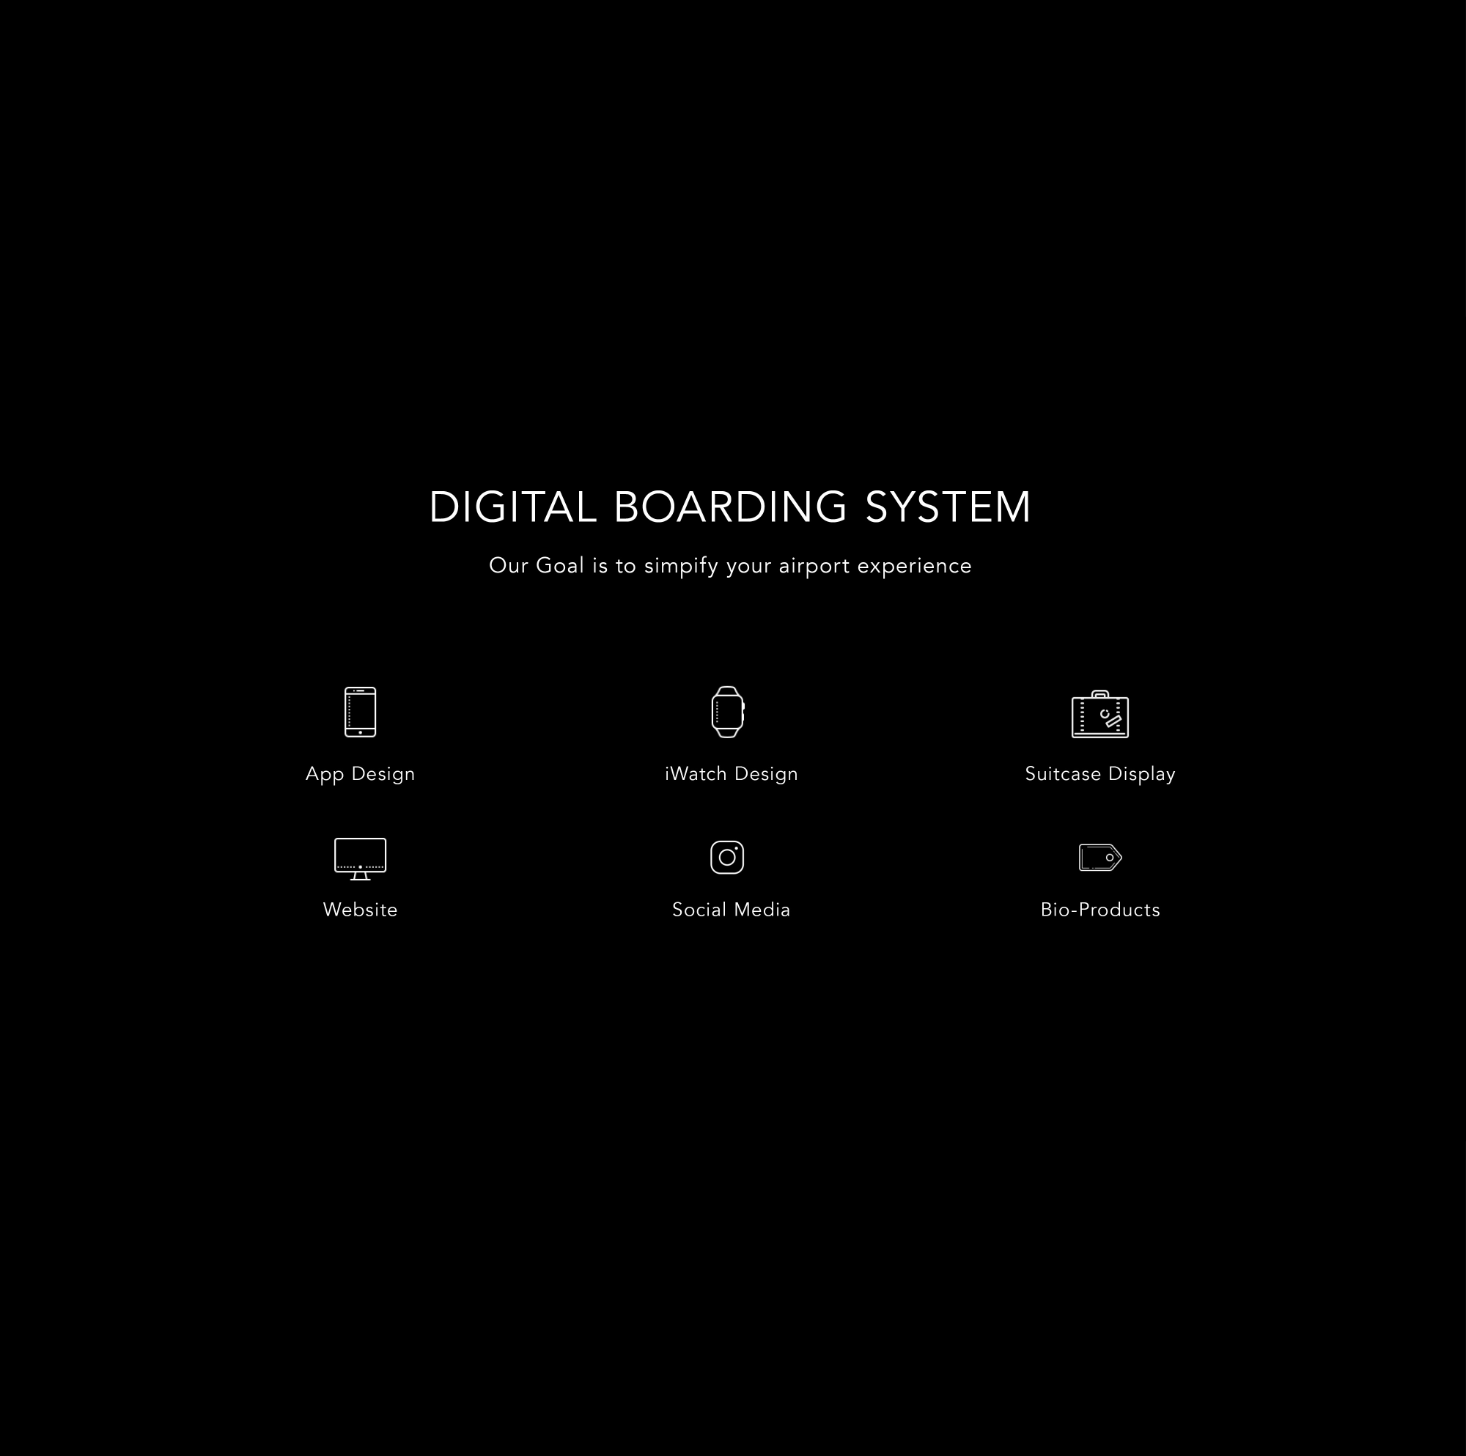 DIGITAL BOARDING SYSTEM
Our Goal is to simpify your airport experience
App Design
iWatch Design
Suitcase Display
Website
Social Media
Bio-Products